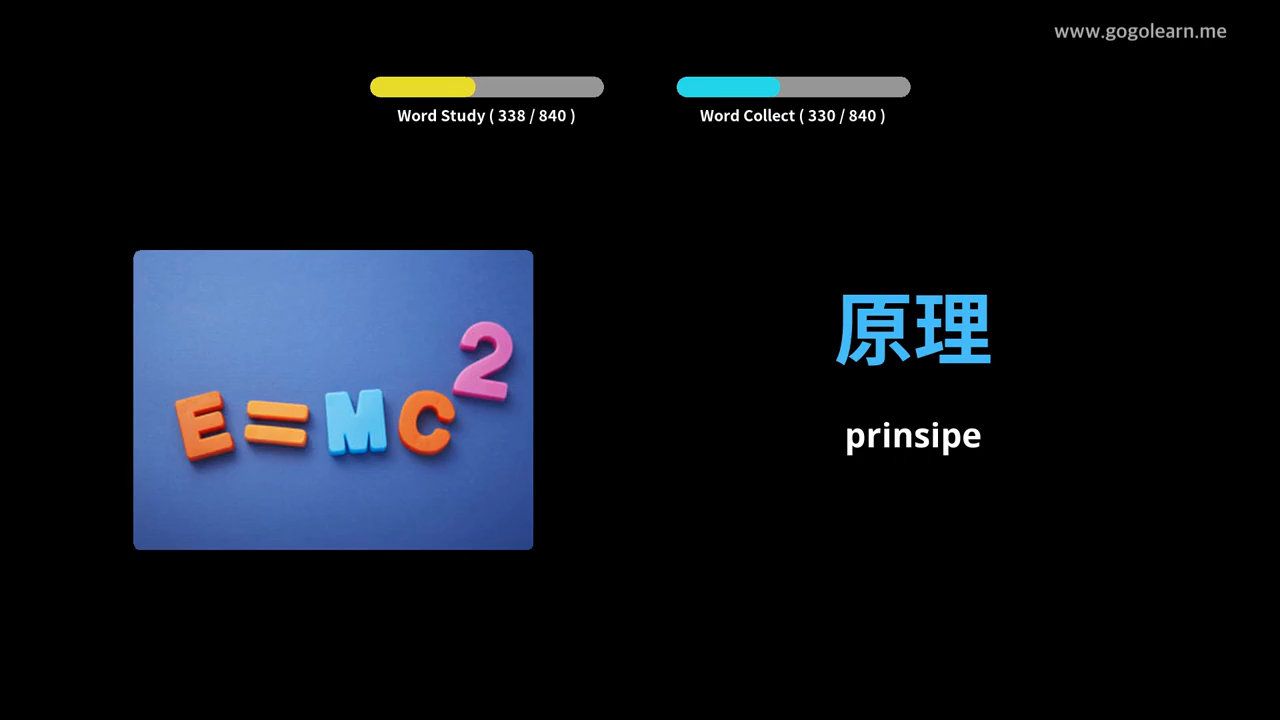 www.gogolearn.me
Word Study ( 338 / 840 )
Word Collect ( 330 / 840 )
E=MC2
原理
prinsipe